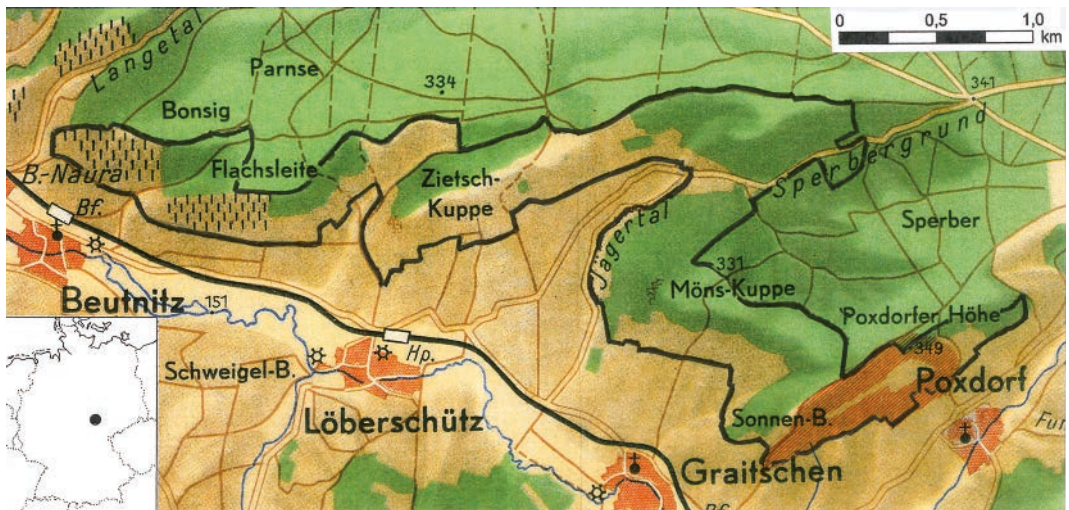 0 0,5 1,0
km
Langetal
Parnse
334
341
Bonsig
Sperbergrund
Flachsleite
Zietsch-
Kuppe
B.-Naura
Bf.
Sperber
Jägertal
331
Möns-Kuppe
Beutnitz
151
Poxdorfer Höhe
349
Hp.
Schweigel-B.
Poxdorf
Löberschütz
Sonnen-B.
Graitschen